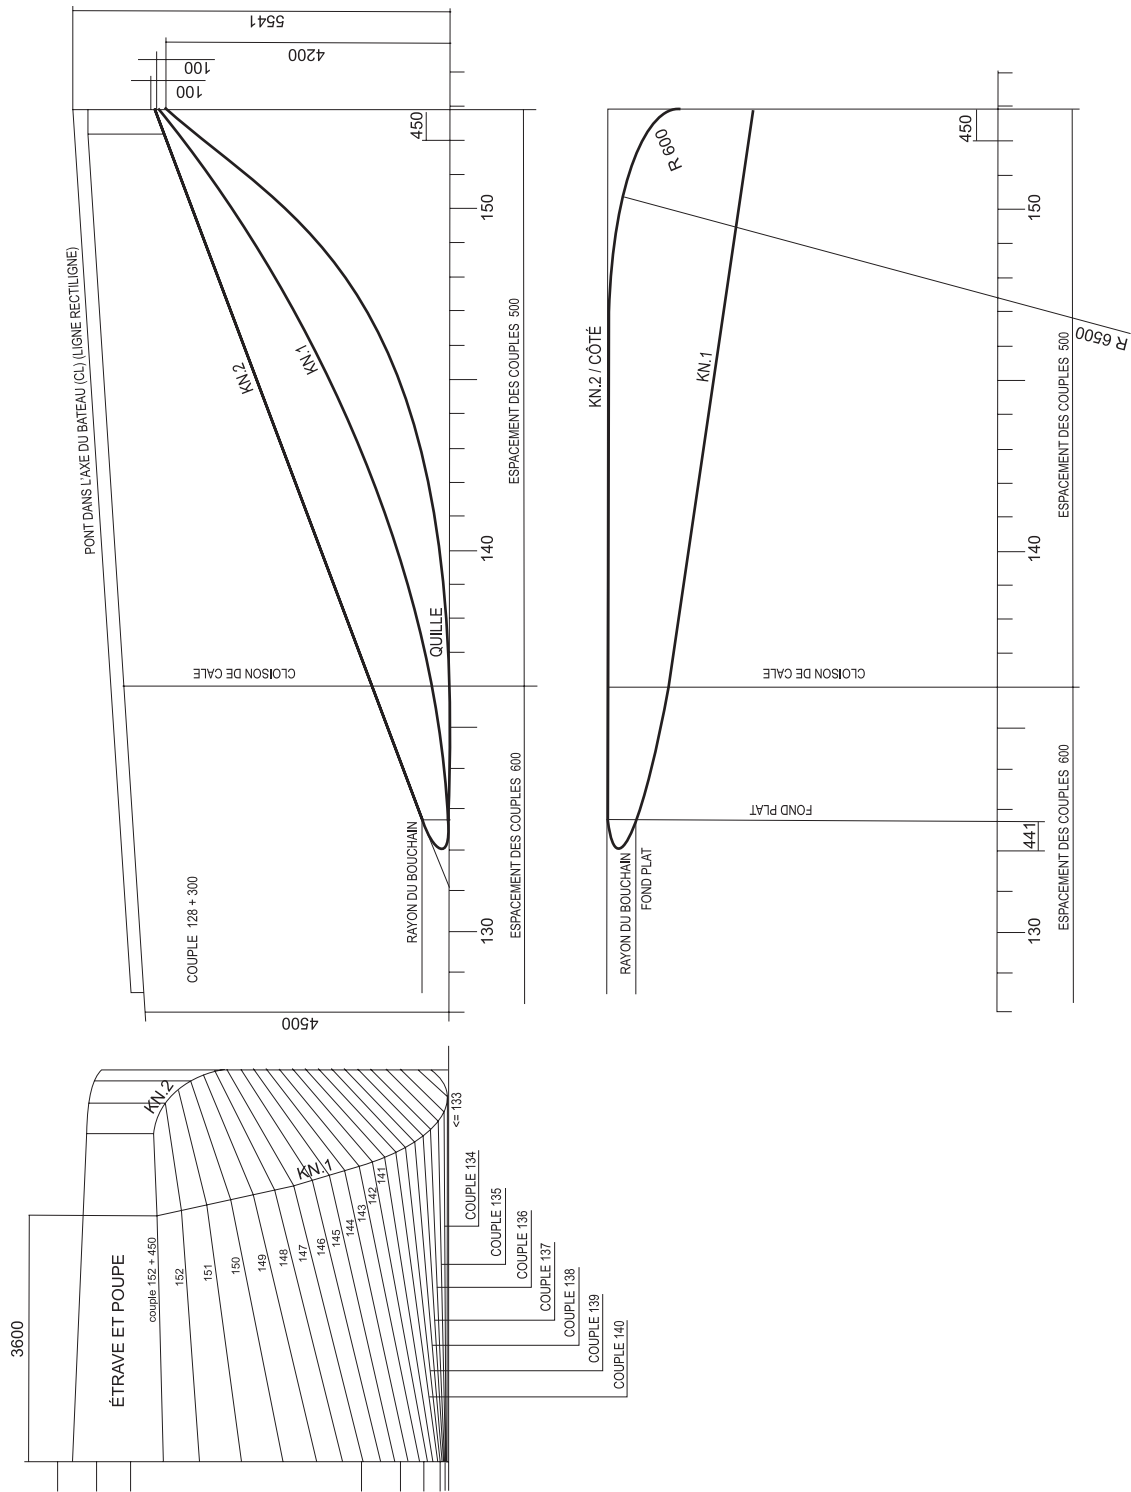 5541
4200
100
100
450
PONT DANS L'AXE DU BATEAU (CL) (LIGNE RECTILIGNE)
KN.2
KN.1
QUILLE
CLOISON DE CALE
COUPLE 128 + 300
RAYON DU BOUCHAIN
4500
150
140
130
ESPACEMENT DES COUPLES 500
ESPACEMENT DES COUPLES 600
R 600
450
KN.2 / CÔTÉ
KN.1
R 6500
CLOISON DE CALE
FOND PLAT
RAYON DU BOUCHAIN
FOND PLAT
441
150
140
130
ESPACEMENT DES COUPLES 500
ESPACEMENT DES COUPLES 600
3600
ÉTRAVE ET POUPE
KN.2
KN.1
couple 152 + 450
152
151
150
149
148
147
146
145
144
143
142
141
<= 133
COUPLE 134
COUPLE 135
COUPLE 136
COUPLE 137
COUPLE 138
COUPLE 139
COUPLE 140